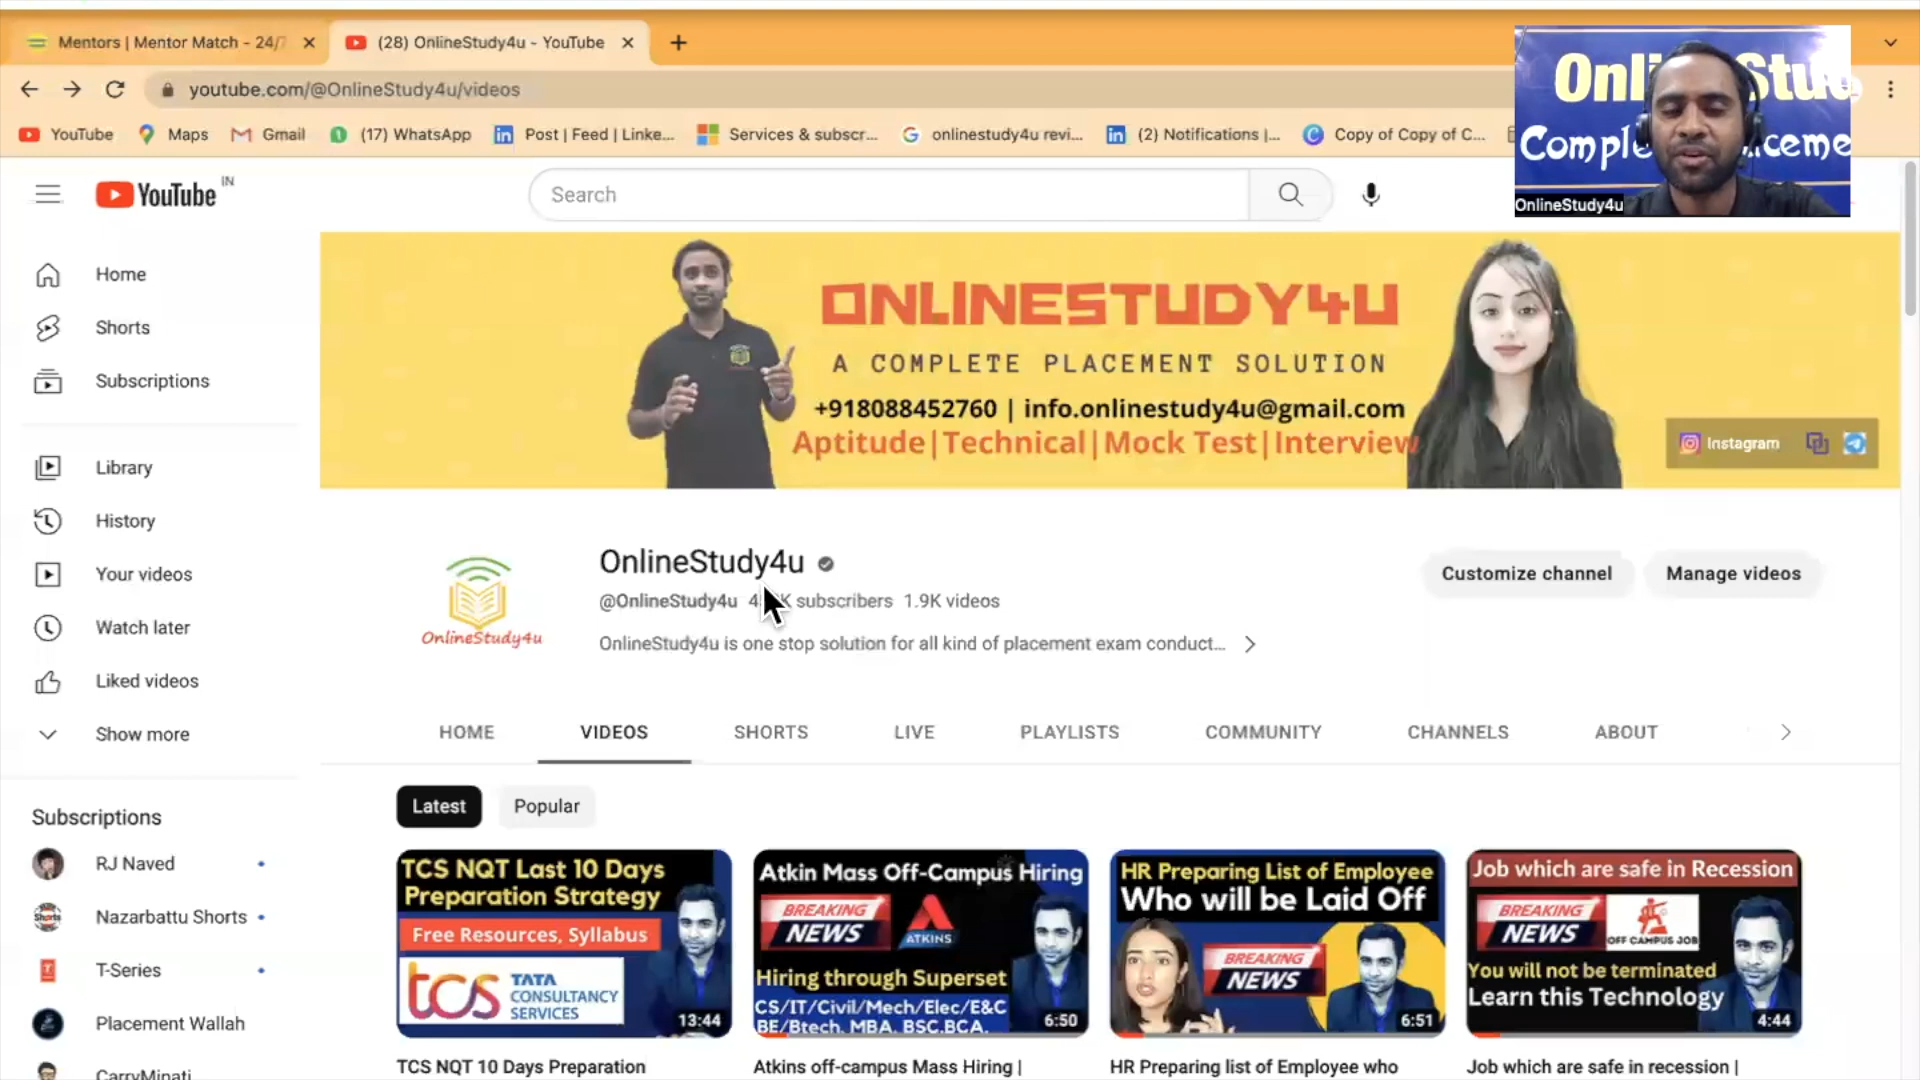 Mentors | Mentor Match - 24/7
(28) OnlineStudy4u - YouTube
youtube.com/@OnlineStudy4u/videos
YouTube
Maps
Gmail
(17) WhatsApp
Post | Feed | Linke...
Services & subscr...
onlinestudy4u revi...
(2) Notifications |...
Copy of Copy of C...
OnlineStudy4u
YouTube IN
Search
Home
Shorts
Subscriptions
Library
History
Your videos
Watch later
Liked videos
Show more
Subscriptions
RJ Naved
Nazarbattu Shorts
T-Series
Placement Wallah
CarryMinati
ONLINESTUDY4U
A COMPLETE PLACEMENT SOLUTION
+918088452760 | info.onlinestudy4u@gmail.com
Aptitude|Technical|Mock Test|Interview
Instagram
OnlineStudy4u
OnlineStudy4u
@OnlineStudy4u subscribers 1.9K videos
OnlineStudy4u is one stop solution for all kind of placement exam conduct...
Customize channel
Manage videos
HOME
VIDEOS
SHORTS
LIVE
PLAYLISTS
COMMUNITY
CHANNELS
ABOUT
Latest
Popular
TCS NQT Last 10 Days
Preparation Strategy
Free Resources, Syllabus
tcs TATA
CONSULTANCY
SERVICES
13:44
TCS NQT 10 Days Preparation
Atkin Mass Off-Campus Hiring
BREAKING
NEWS
ATKINS
Hiring through Superset
CS/IT/Civil/Mech/Elec/E&C
BE/Btech, MBA, BSC,BCA,
6:50
Atkins off-campus Mass Hiring |
HR Preparing List of Employee
Who will be Laid Off
BREAKING
NEWS
6:51
HR Preparing list of Employee who
Job which are safe in Recession
BREAKING
NEWS
OFF CAMPUS JOB
You will not be terminated
Learn this Technology
4:44
Job which are safe in recession |